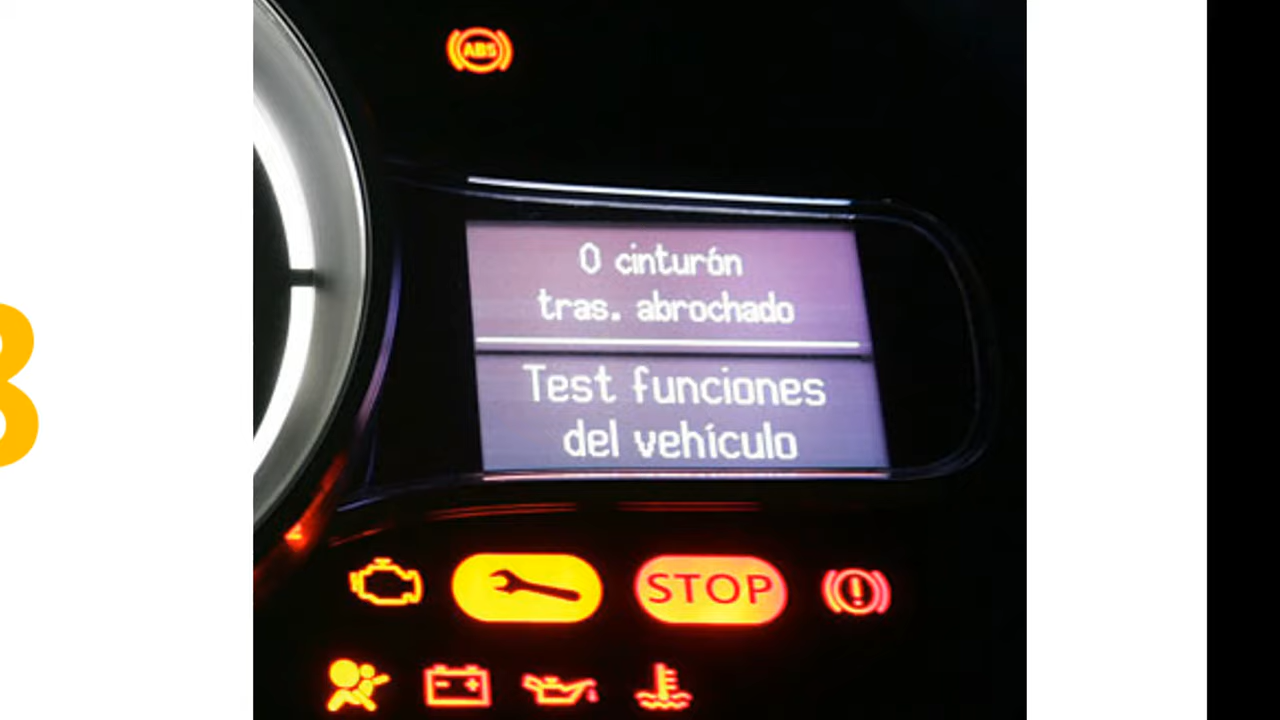 ABS
0 cinturón
tras. abrochado
Test funciones
del vehículo
STOP